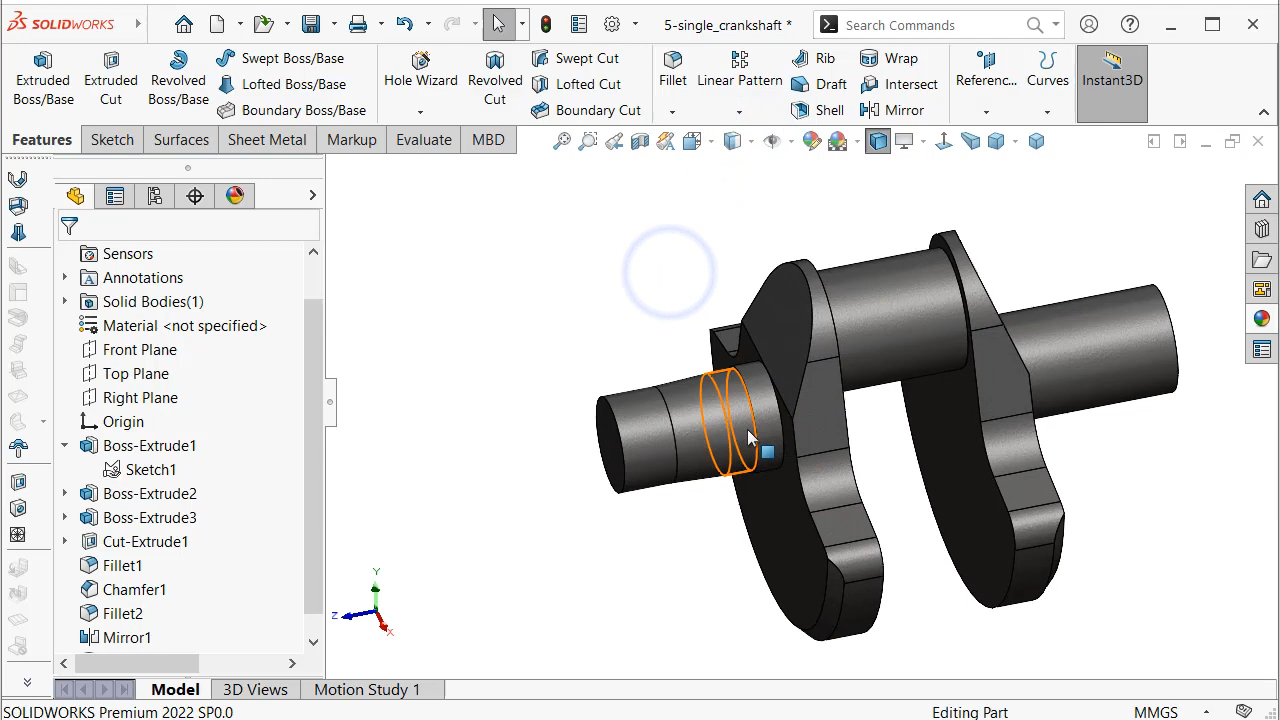 SOLIDWORKS
5-single_crankshaft *
Search Commands
Extruded Boss/Base
Extruded Cut
Revolved Boss/Base
Swept Boss/Base
Lofted Boss/Base
Boundary Boss/Base
Hole Wizard
Revolved Cut
Swept Cut
Lofted Cut
Boundary Cut
Fillet
Linear Pattern
Rib
Draft
Shell
Wrap
Intersect
Mirror
Referenc...
Curves
Instant3D
Features
Sketch
Surfaces
Sheet Metal
Markup
Evaluate
MBD
Sensors
Annotations
Solid Bodies(1)
Material <not specified>
Front Plane
Top Plane
Right Plane
Origin
Boss-Extrude1
Sketch1
Boss-Extrude2
Boss-Extrude3
Cut-Extrude1
Fillet1
Chamfer1
Fillet2
Mirror1
Y
Z
X
Model
3D Views
Motion Study 1
SOLIDWORKS Premium 2022 SP0.0
Editing Part
MMGS